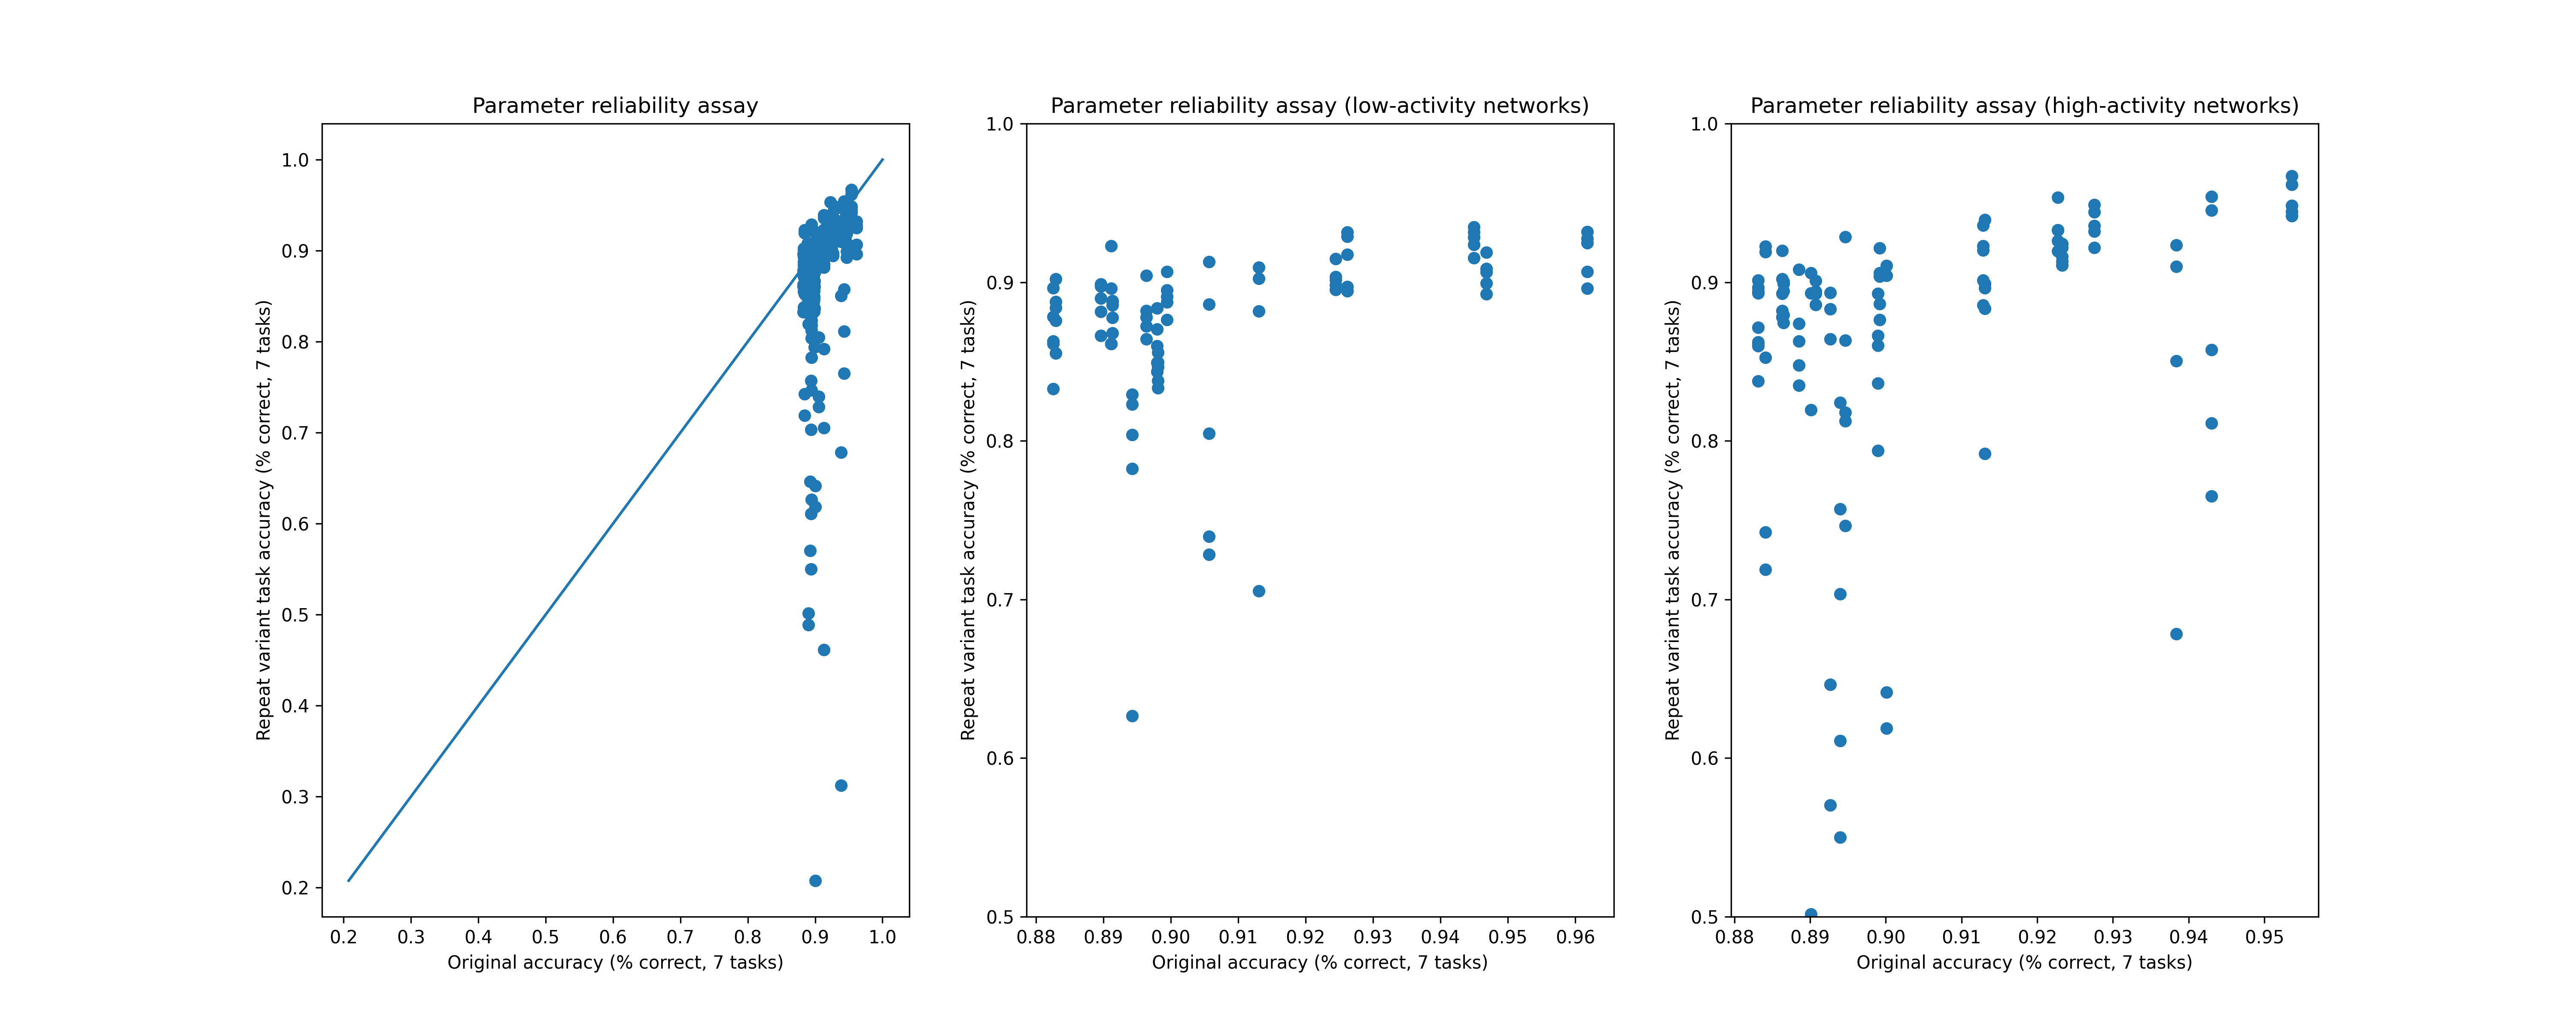 Parameter reliability assay
1.0
0.9
0.8
0.7
0.6
0.5
0.4
0.3
0.2
Repeat variant task accuracy (% correct, 7 tasks)
0.2 0.3 0.4 0.5 0.6 0.7 0.8 0.9 1.0
Original accuracy (% correct, 7 tasks)
Parameter reliability assay (low-activity networks)
1.0
0.9
0.8
0.7
0.6
0.5
Repeat variant task accuracy (% correct, 7 tasks)
0.88 0.89 0.90 0.91 0.92 0.93 0.94 0.95 0.96
Original accuracy (% correct, 7 tasks)
Parameter reliability assay (high-activity networks)
1.0
0.9
0.8
0.7
0.6
0.5
Repeat variant task accuracy (% correct, 7 tasks)
0.88 0.89 0.90 0.91 0.92 0.93 0.94 0.95
Original accuracy (% correct, 7 tasks)